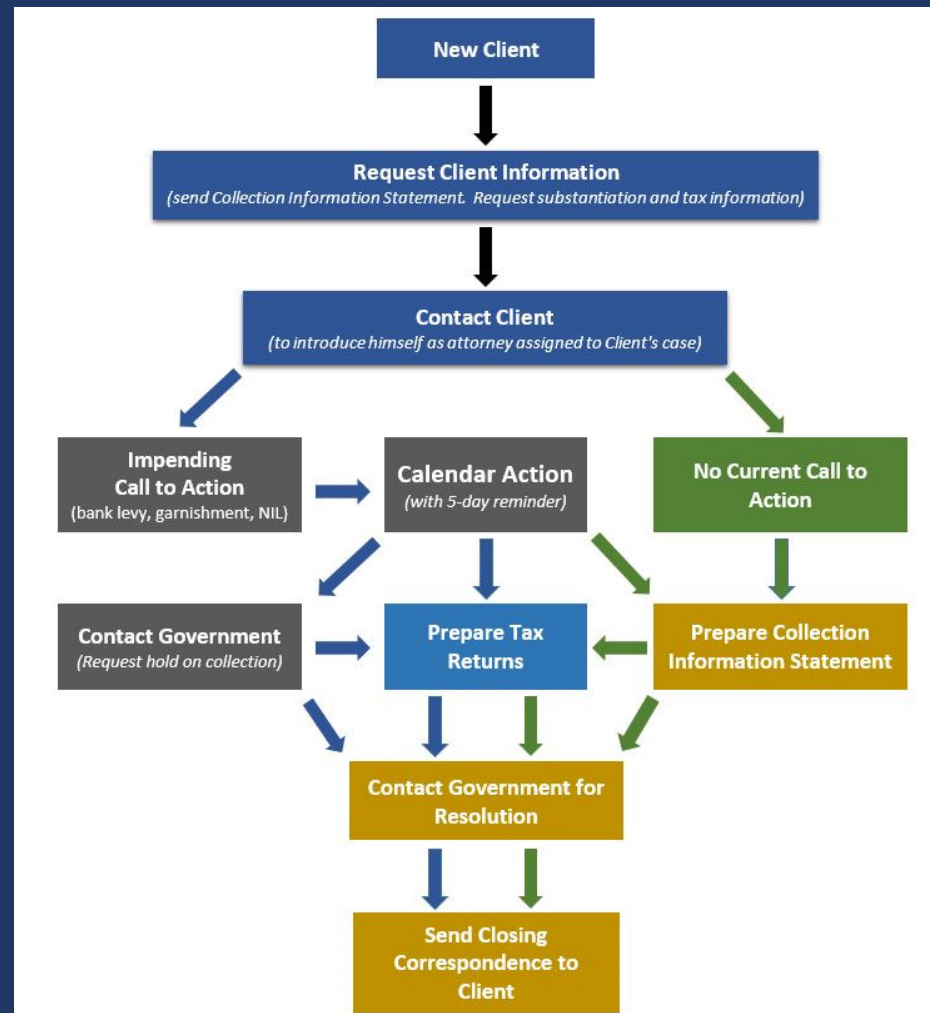 New Client
Request Client Information
(send Collection Information Statement. Request substantiation and tax information)
Contact Client
(to introduce himself as attorney assigned to Client's case)
Impending
Call to Action
(bank levy, garnishment, NIL)
Calendar Action
(with 5-day reminder)
No Current Call to
Action
Contact Government
(Request hold on collection)
Prepare Tax
Returns
Prepare Collection
Information Statement
Contact Government for
Resolution
Send Closing
Correspondence to
Client